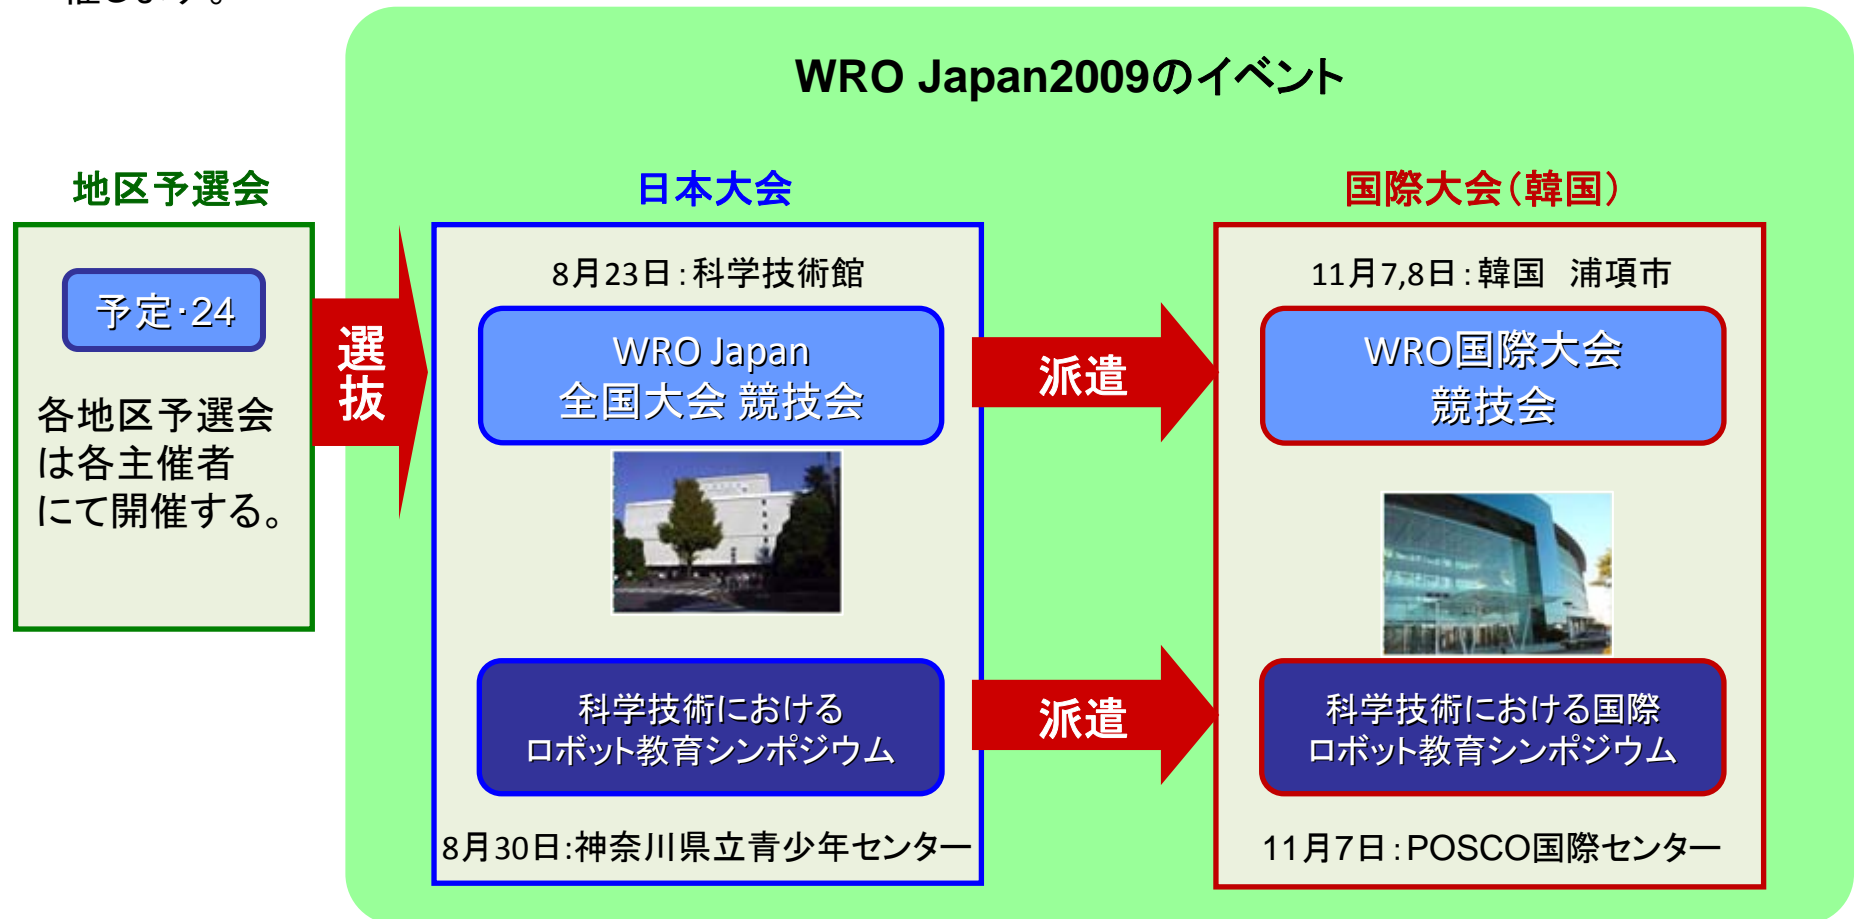 催します。
WRO Japan2009のイベント
地区予選会
予定・24
各地区予選会
は各主催者
にて開催する。
選抜
日本大会
8月23日：科学技術館
WRO Japan
全国大会 競技会
科学技術における
ロボット教育シンポジウム
8月30日:神奈川県立青少年センター
派遣
派遣
国際大会（韓国）
11月7,8日：韓国　浦項市
WRO国際大会
競技会
科学技術における国際
ロボット教育シンポジウム
11月7日：POSCO国際センター